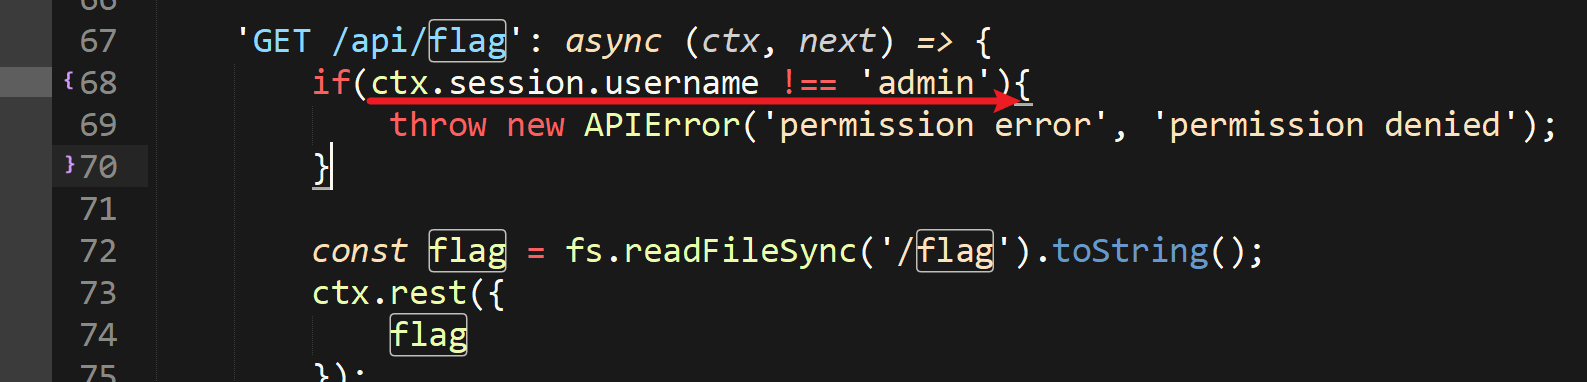 66
67 'GET /api/flag': async (ctx, next) => {
{ 68 if(ctx.session.username !== 'admin'){
69 throw new APIError('permission error', 'permission denied');
} 70 }
71
72 const flag = fs.readFileSync('/flag').toString();
73 ctx.rest({
74 flag
75 });